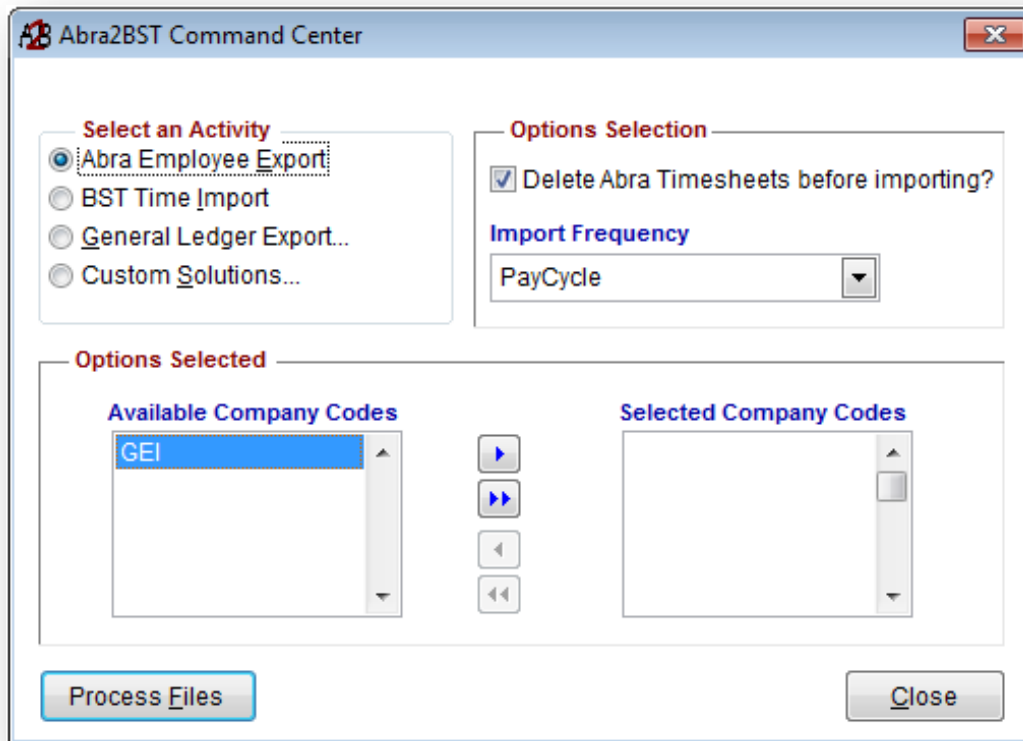 Abra2BST Command Center
Select an Activity
Abra Employee Export
BST Time Import
General Ledger Export...
Custom Solutions...
Options Selection
Delete Abra Timesheets before importing?
Import Frequency
PayCycle
Options Selected
Available Company Codes
GEI
Selected Company Codes
Process Files
Close